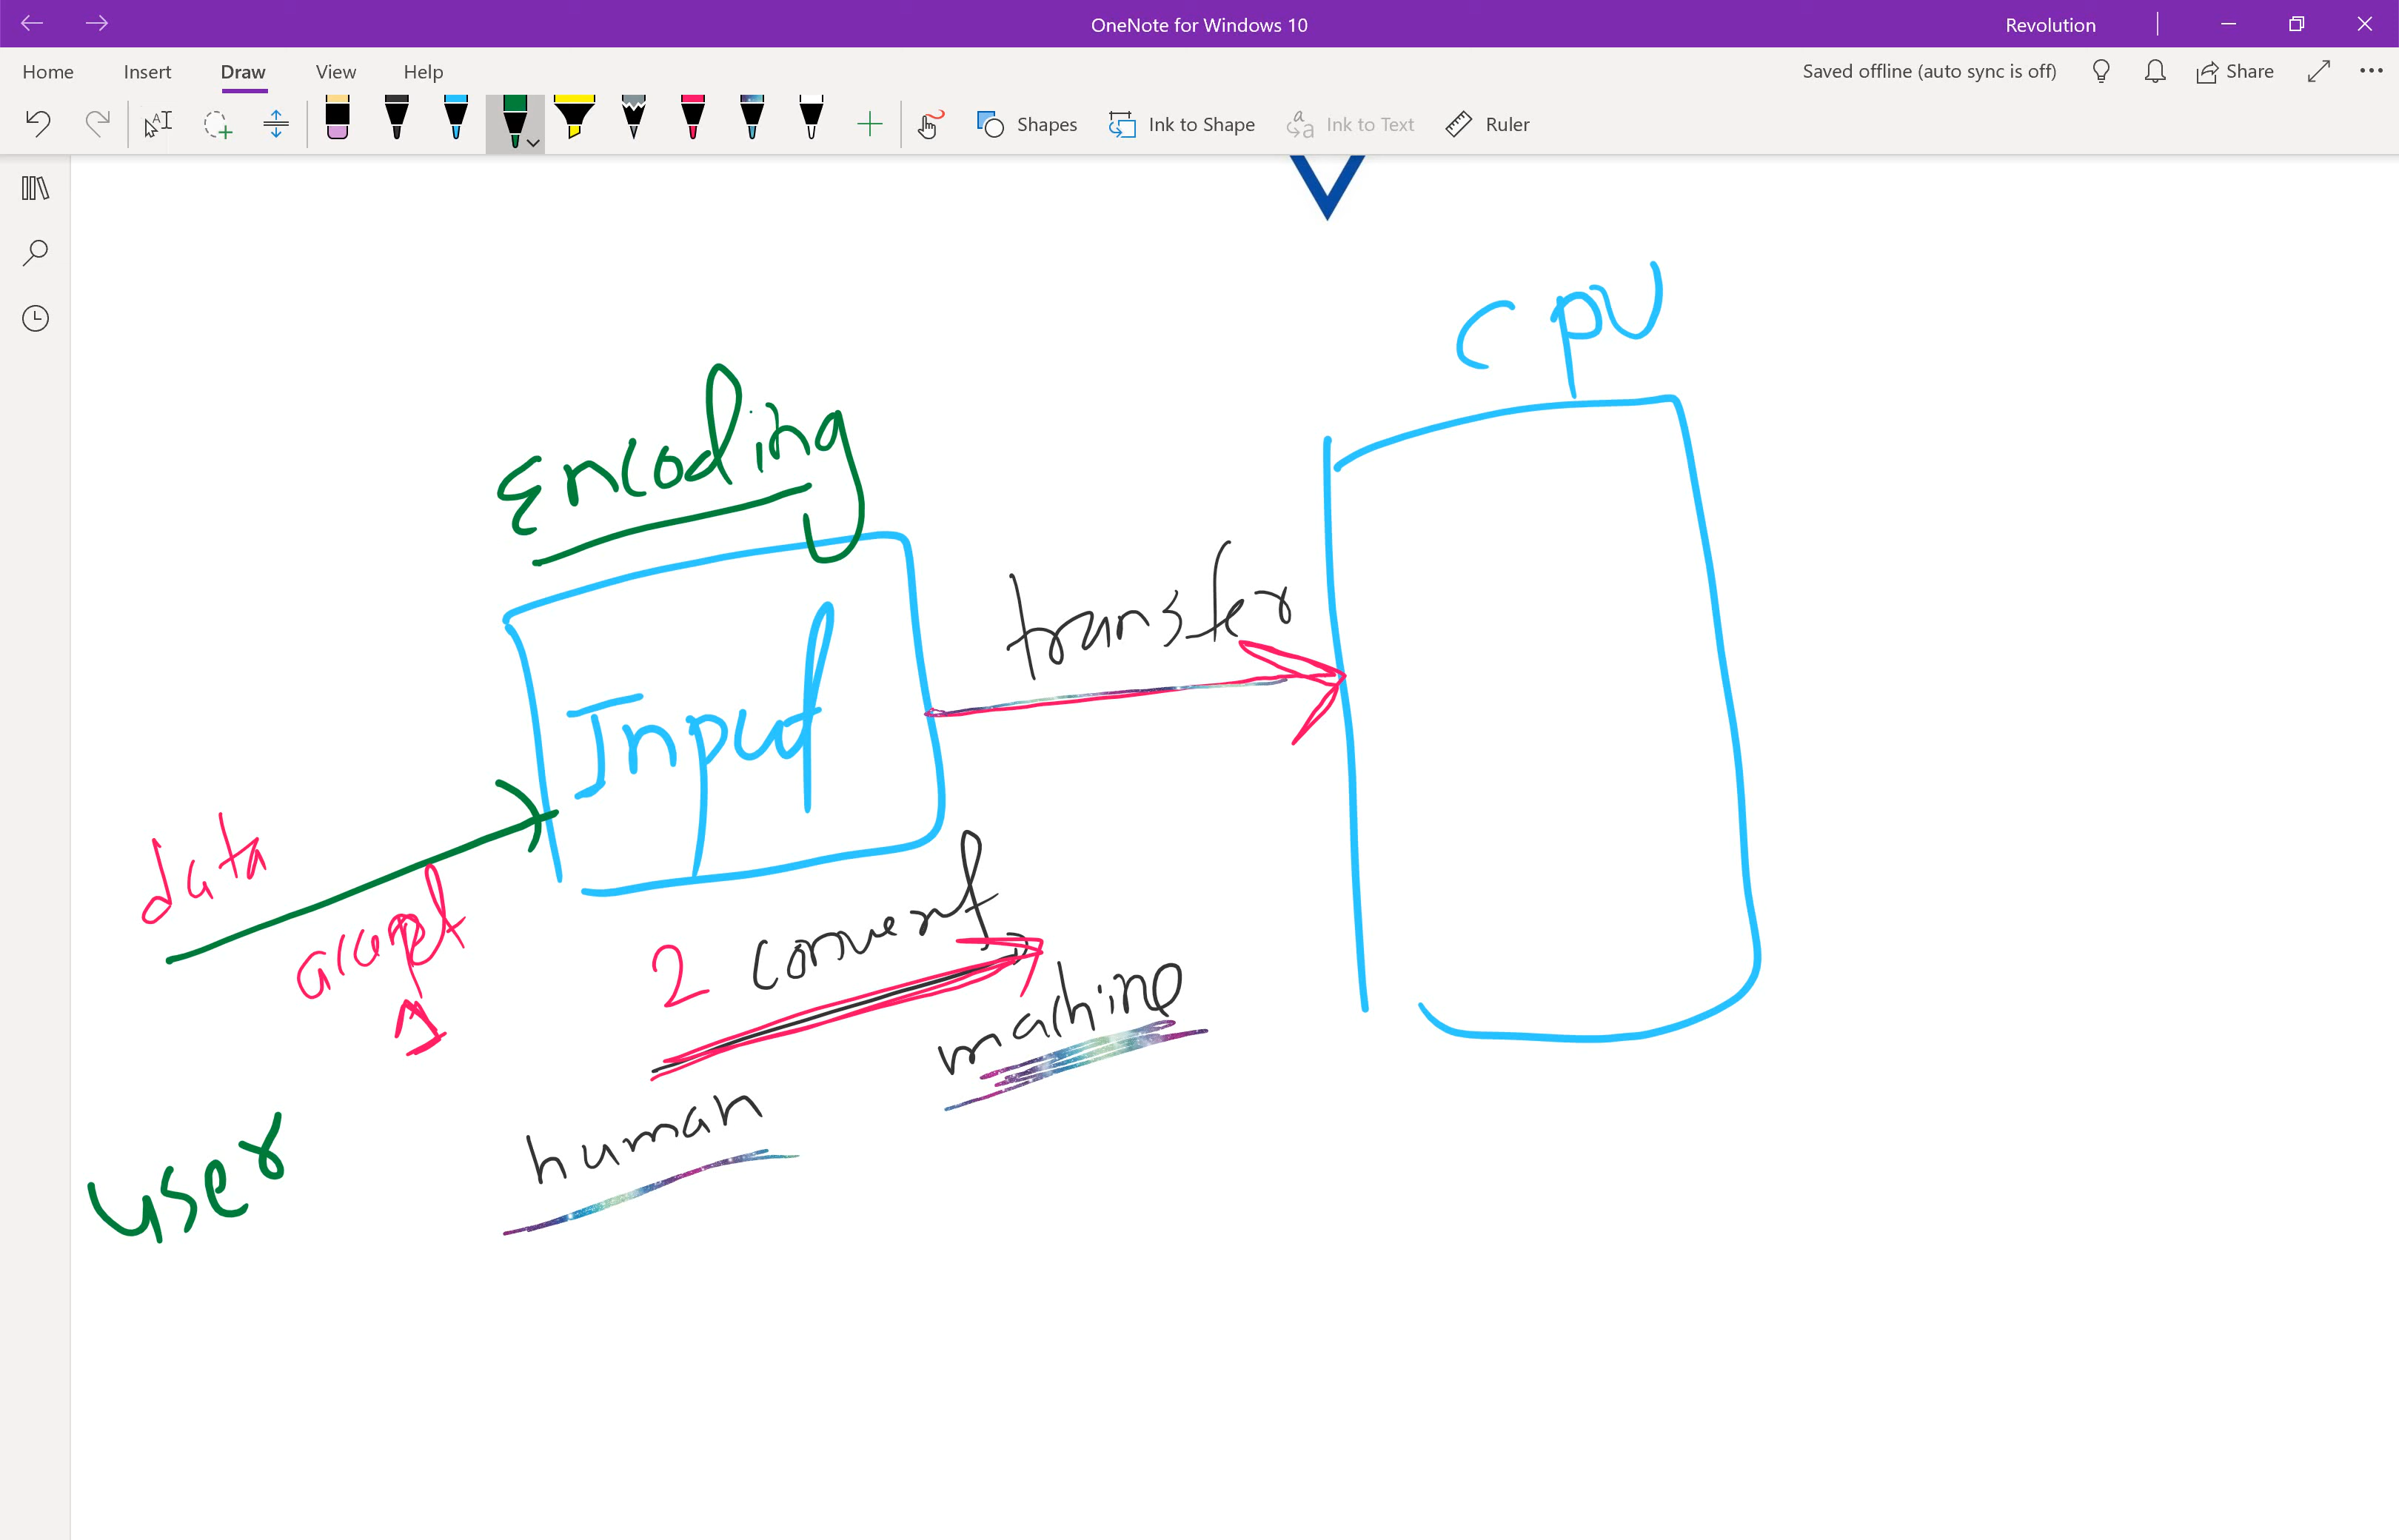 OneNote for Windows 10
Revolution
Home Insert Draw View Help
Saved offline (auto sync is off)
Share
Shapes
Ink to Shape
Ink to Text
Ruler
CPU
Encoding
transfer
Input
data
accept
1
2 Convert
machine
human
user